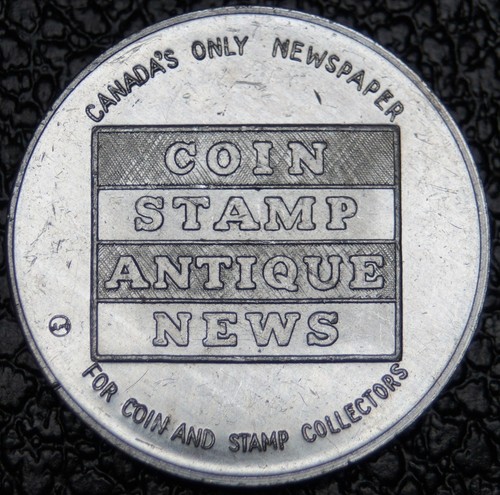 CANADA'S ONLY NEWSPAPER
COIN
STAMP
ANTIQUE
NEWS
FOR COIN AND STAMP COLLECTORS